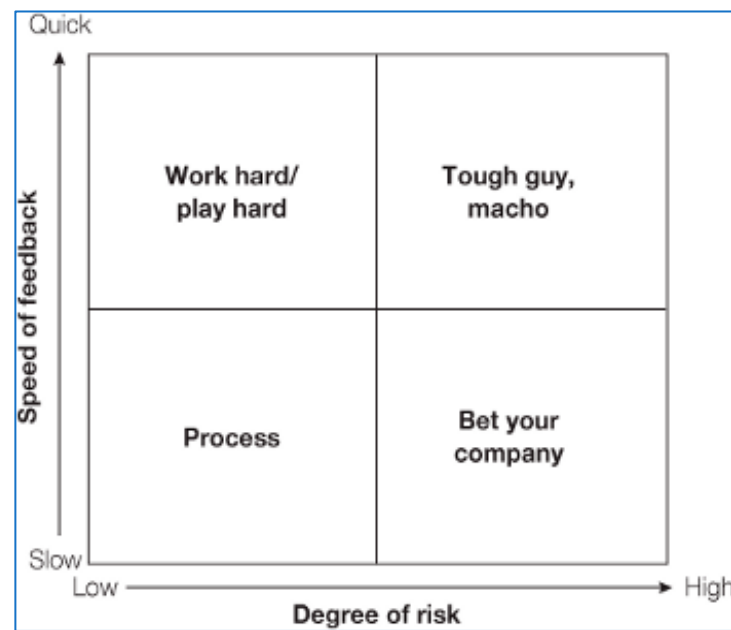 Quick
Work hard/
play hard
Tough guy,
macho
Speed of feedback
Process
Bet your
company
Slow
Low
High
Degree of risk